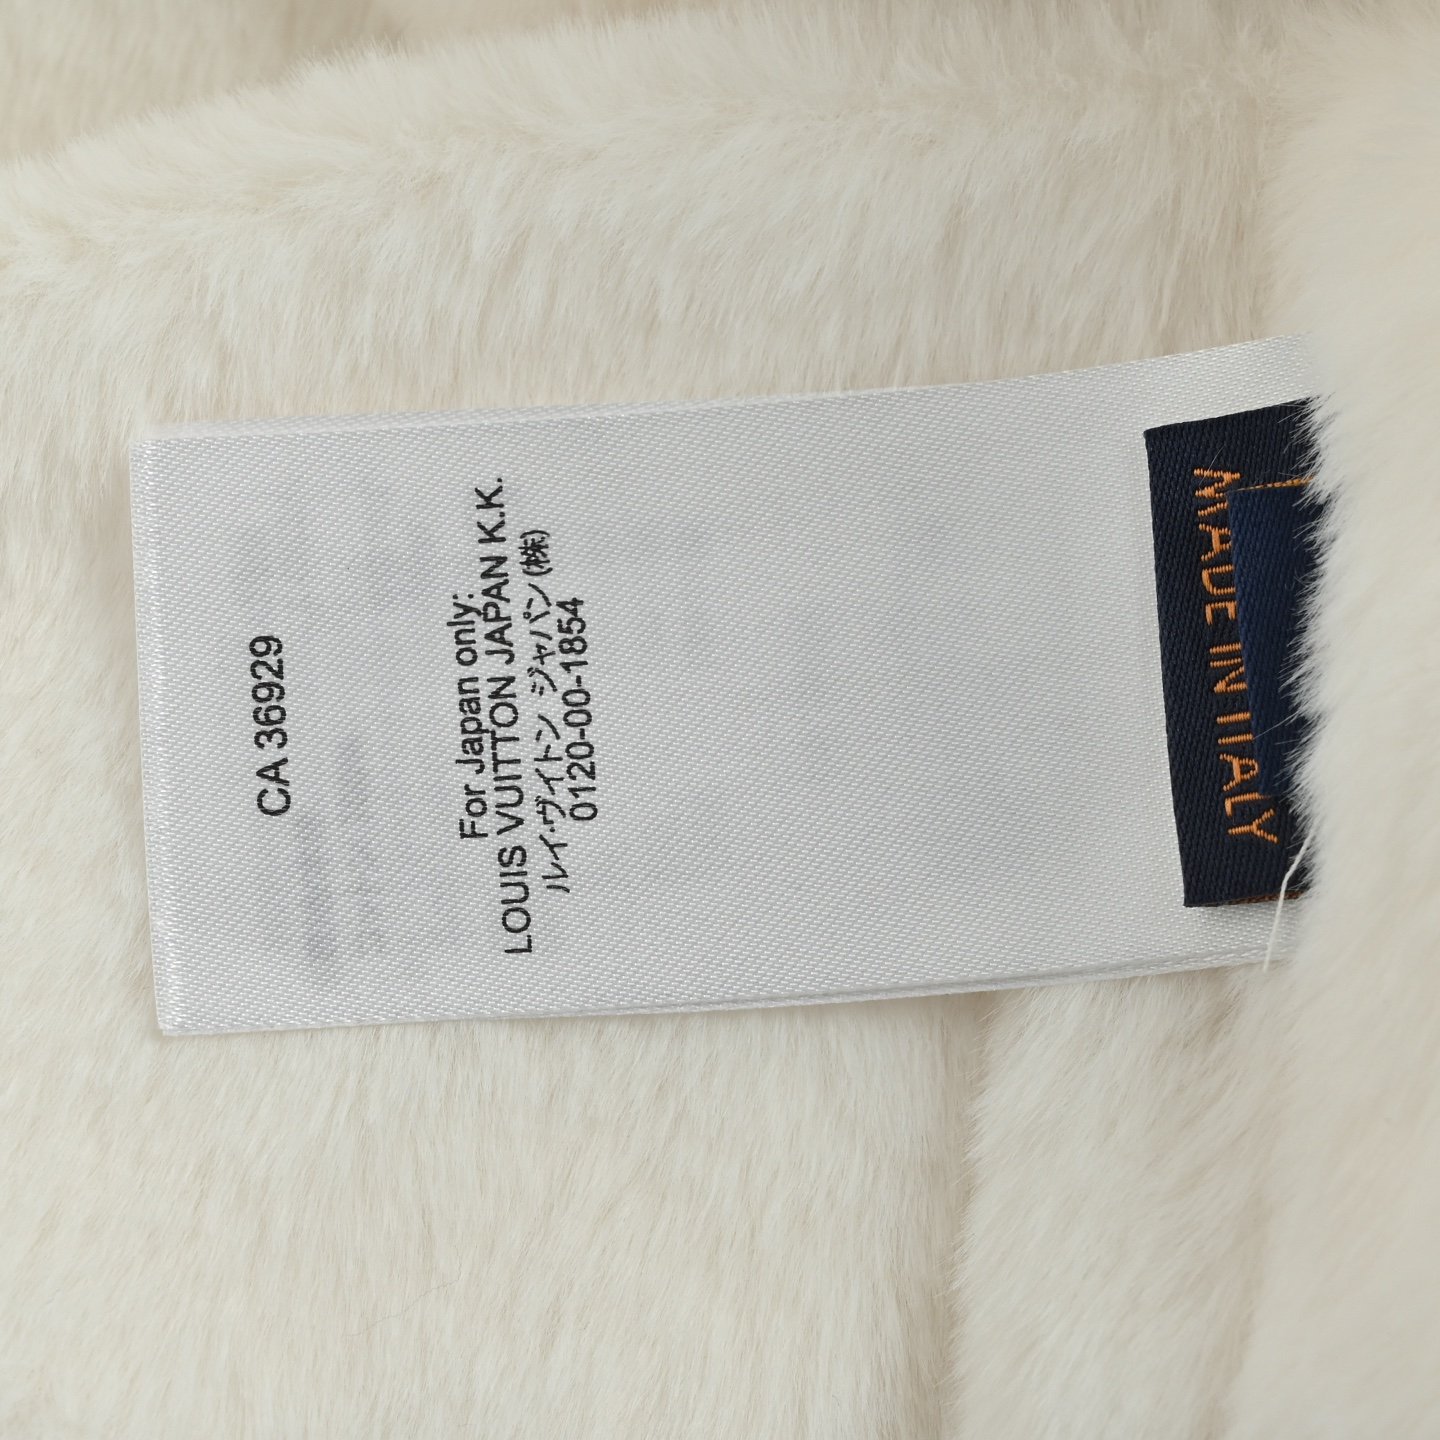 CA 36929
For Japan only:
LOUIS VUITTON JAPAN K.K.
ルイ・ヴィトン ジャパン(株)
0120-00-1854
MADE IN ITALY